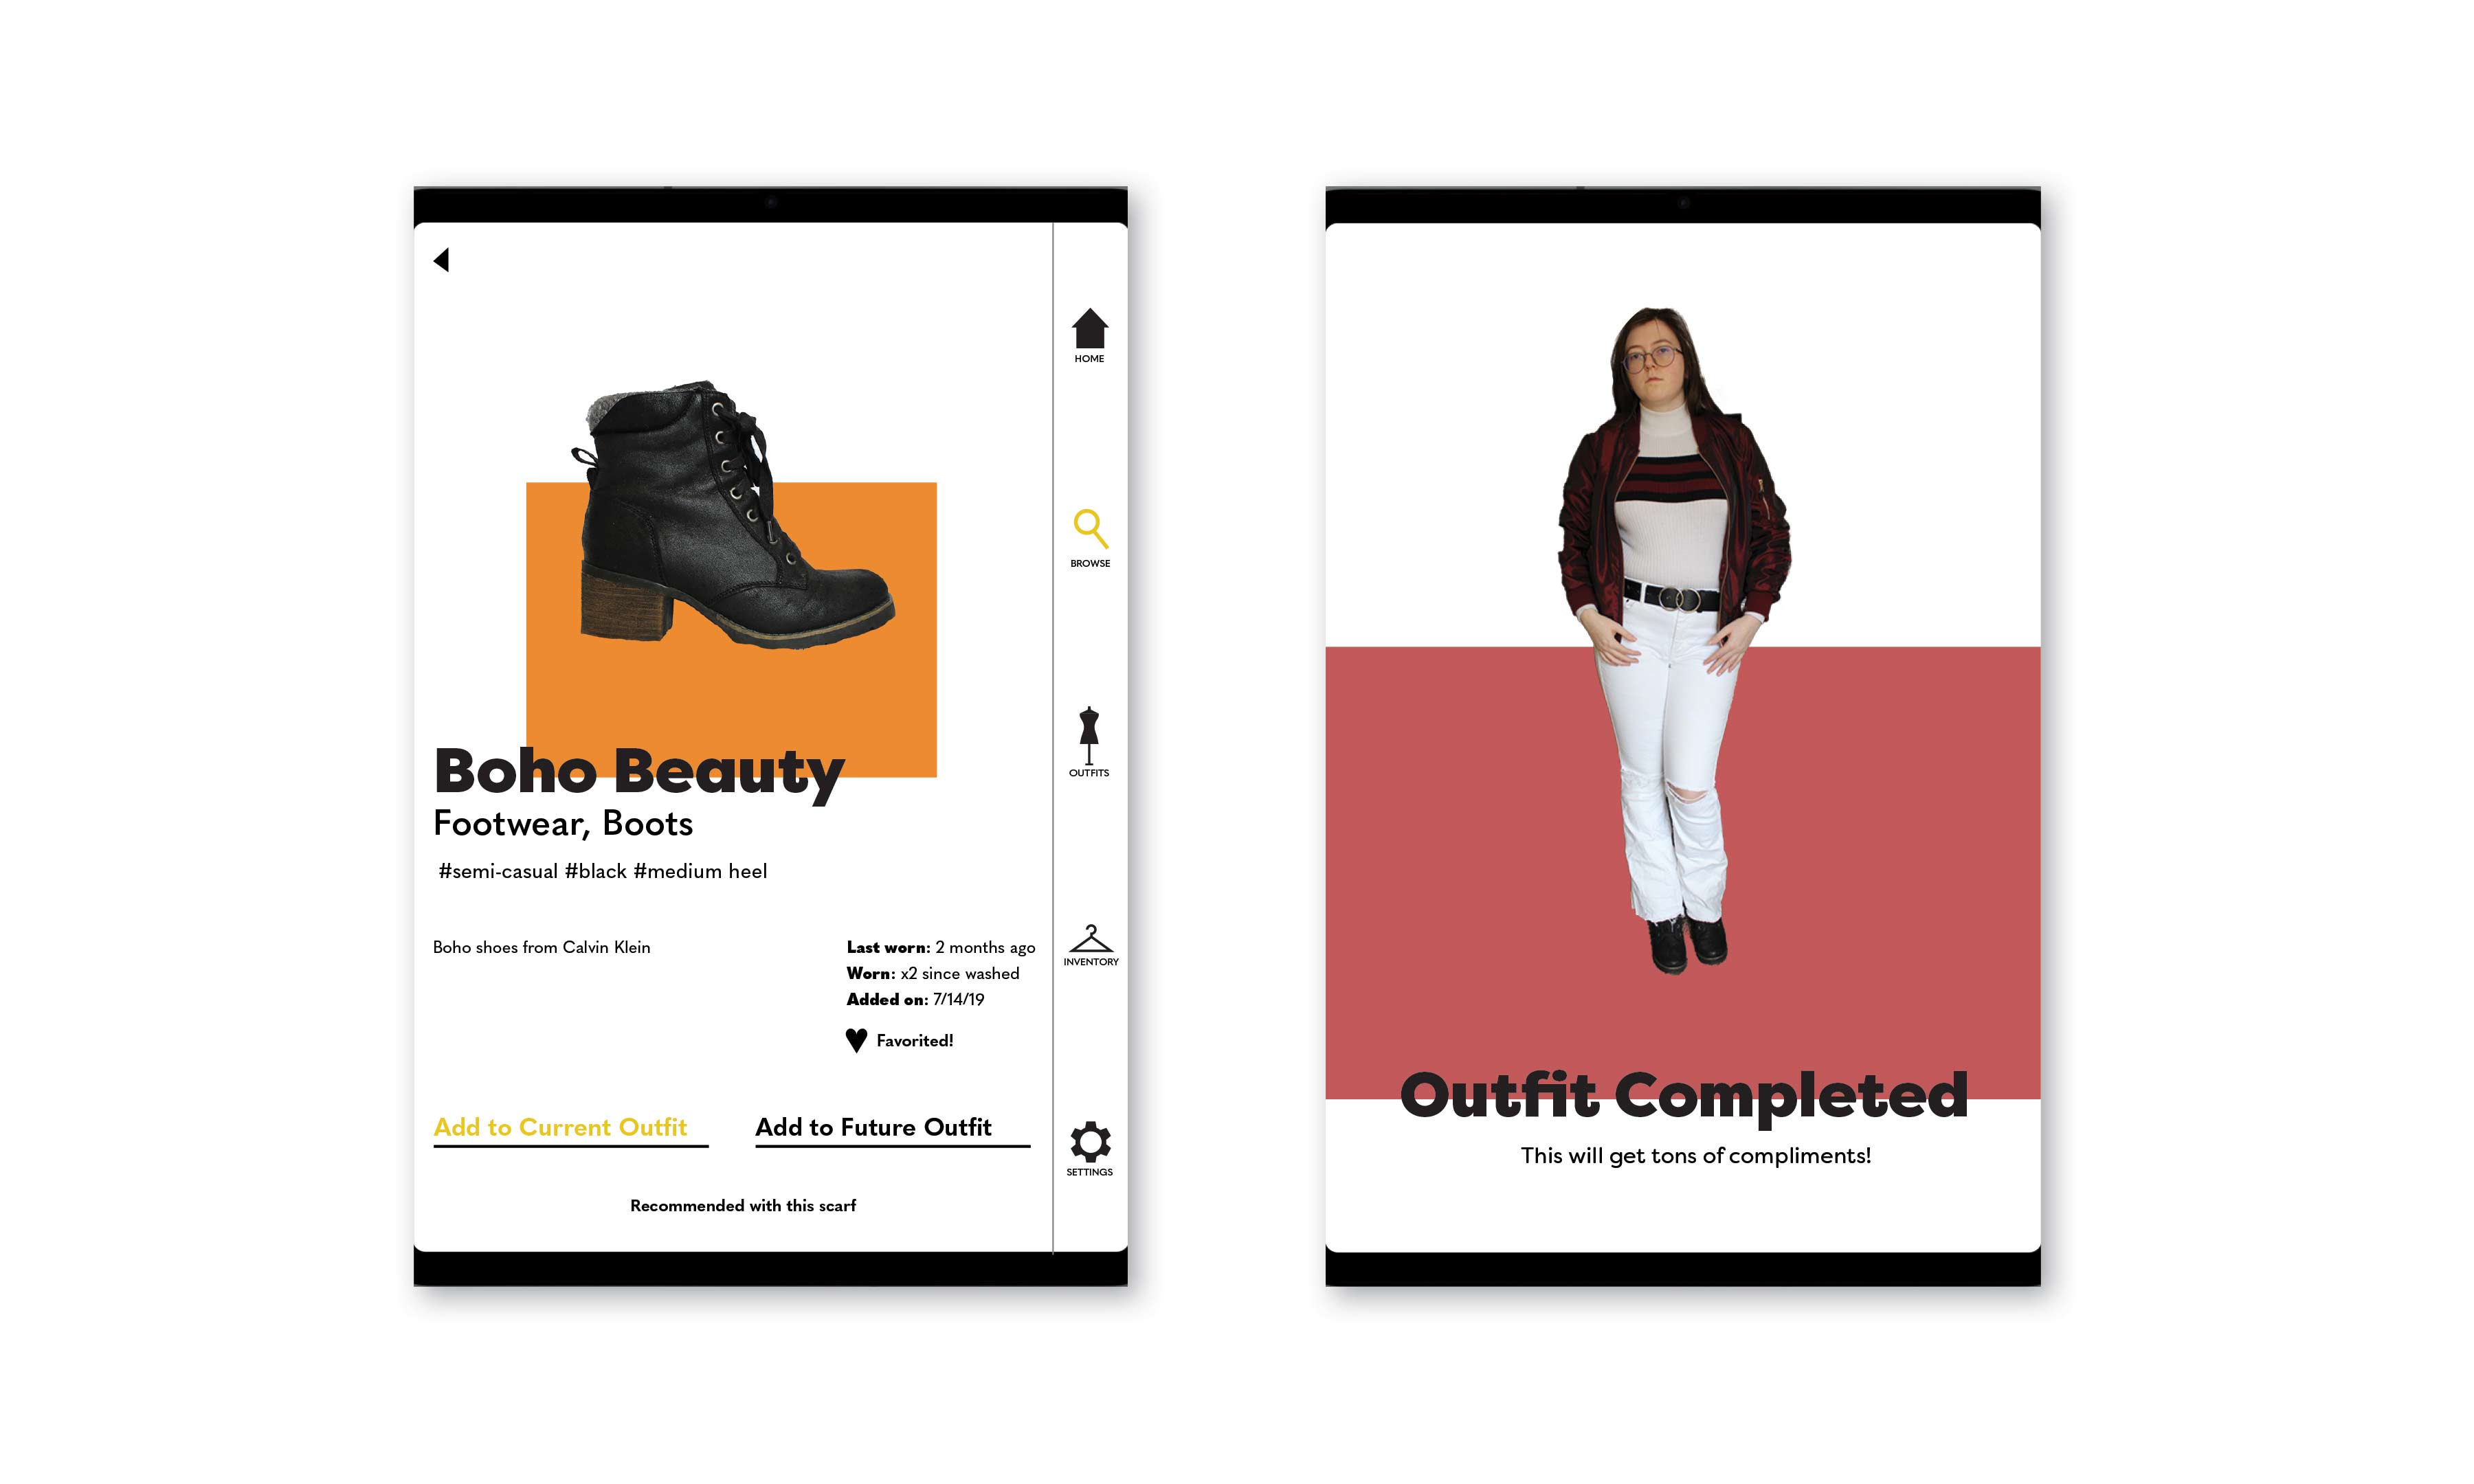 HOME
BROWSE
OUTFITS
INVENTORY
SETTINGS
Boho Beauty
Footwear, Boots
#semi-casual #black #medium heel
Boho shoes from Calvin Klein
Last worn: 2 months ago
Worn: x2 since washed
Added on: 7/14/19
Favorited!
Add to Current Outfit
Add to Future Outfit
Recommended with this scarf
Outfit Completed
This will get tons of compliments!